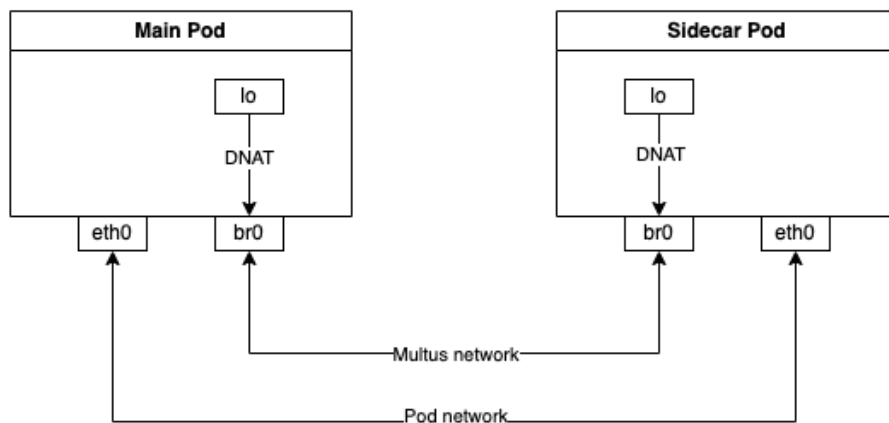 Main Pod
Sidecar Pod
lo
lo
DNAT
DNAT
eth0
br0
br0
eth0
Multus network
Pod network